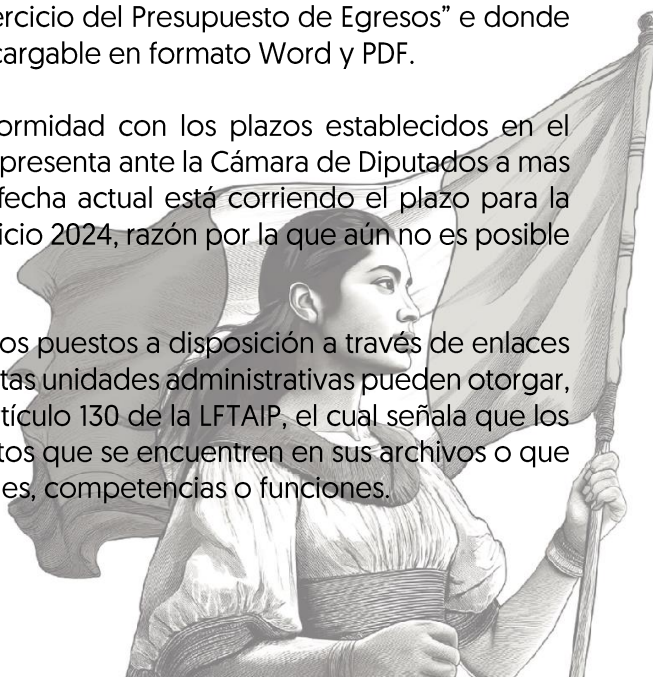 ercicio del Presupuesto de Egresos” e donde
cargable en formato Word y PDF.
ormidad con los plazos establecidos en el
presenta ante la Cámara de Diputados a mas
fecha actual está corriendo el plazo para la
icio 2024, razón por la que aún no es posible
os puestos a disposición a través de enlaces
tas unidades administrativas pueden otorgar,
tículo 130 de la LFTAIP, el cual señala que los
tos que se encuentren en sus archivos o que
es, competencias o funciones.